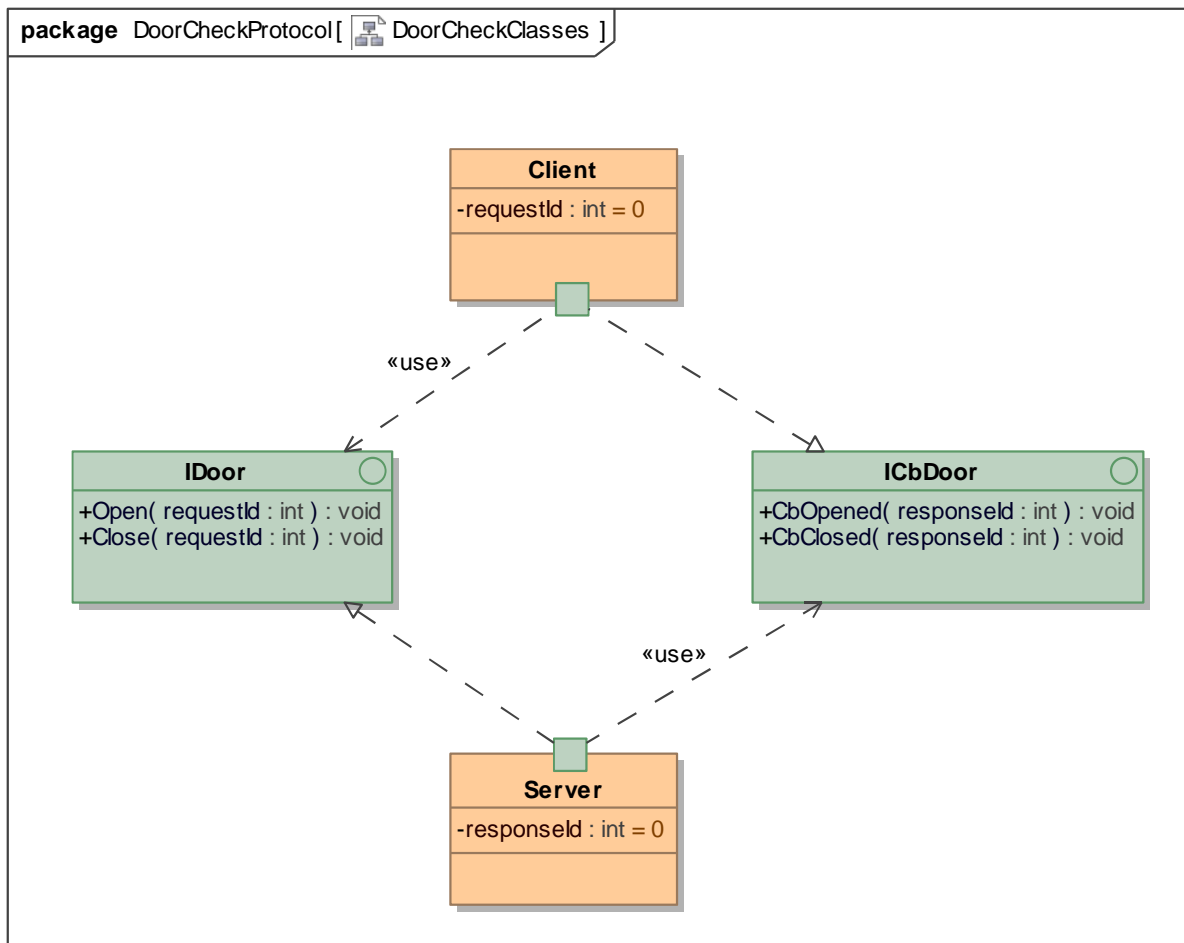 package DoorCheckProtocol[ DoorCheckClasses ]
Client
-requestId : int = 0
«use»
IDoor
+Open( requestId : int ) : void
+Close( requestId : int ) : void
ICbDoor
+CbOpened( responseId : int ) : void
+CbClosed( responseId : int ) : void
«use»
Server
-responseId : int = 0